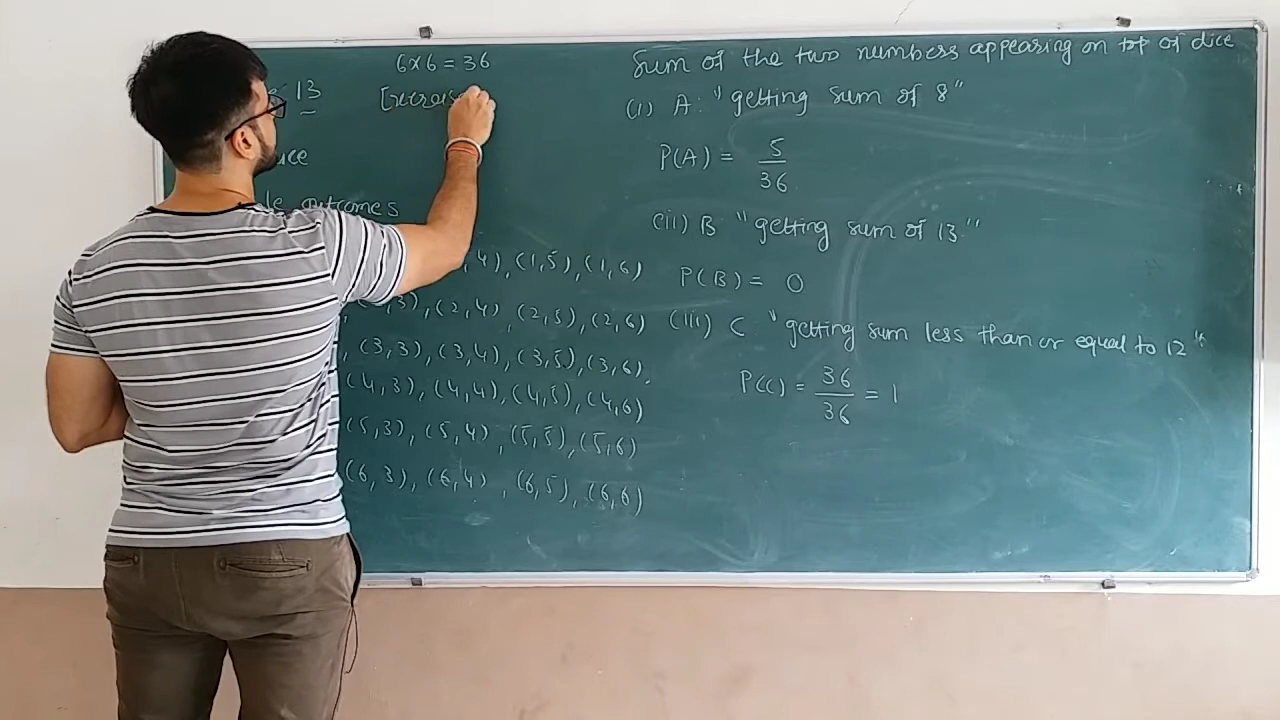 6×6=36
13
outcomes
4), (1,5), (1,6)
3), (2,4), (2,5), (2,6)
, (3,3), (3,4), (3,5), (3,6),
(4,3), (4,4), (4,5), (4,6)
(5,3), (5,4), (5,5), (5,6)
(6,3), (6,4), (6,5), (6,6)
Sum of the two numbers appearing on top of dice
(i) A: "getting sum of 8"
P(A) = 5/36
(ii) B "getting sum of 13"
P(B) = 0
(iii) C: "getting sum less than or equal to 12"
P(C) = 36/36 = 1